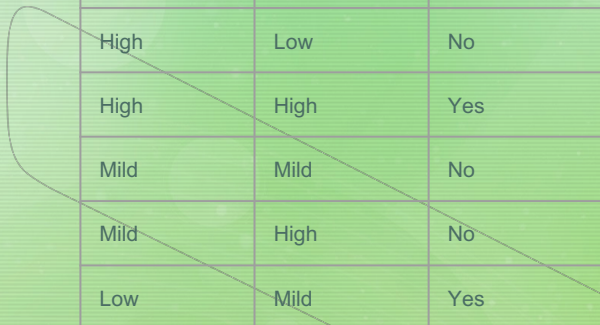 High Low No
High High Yes
Mild Mild No
Mild High No
Low Mild Yes